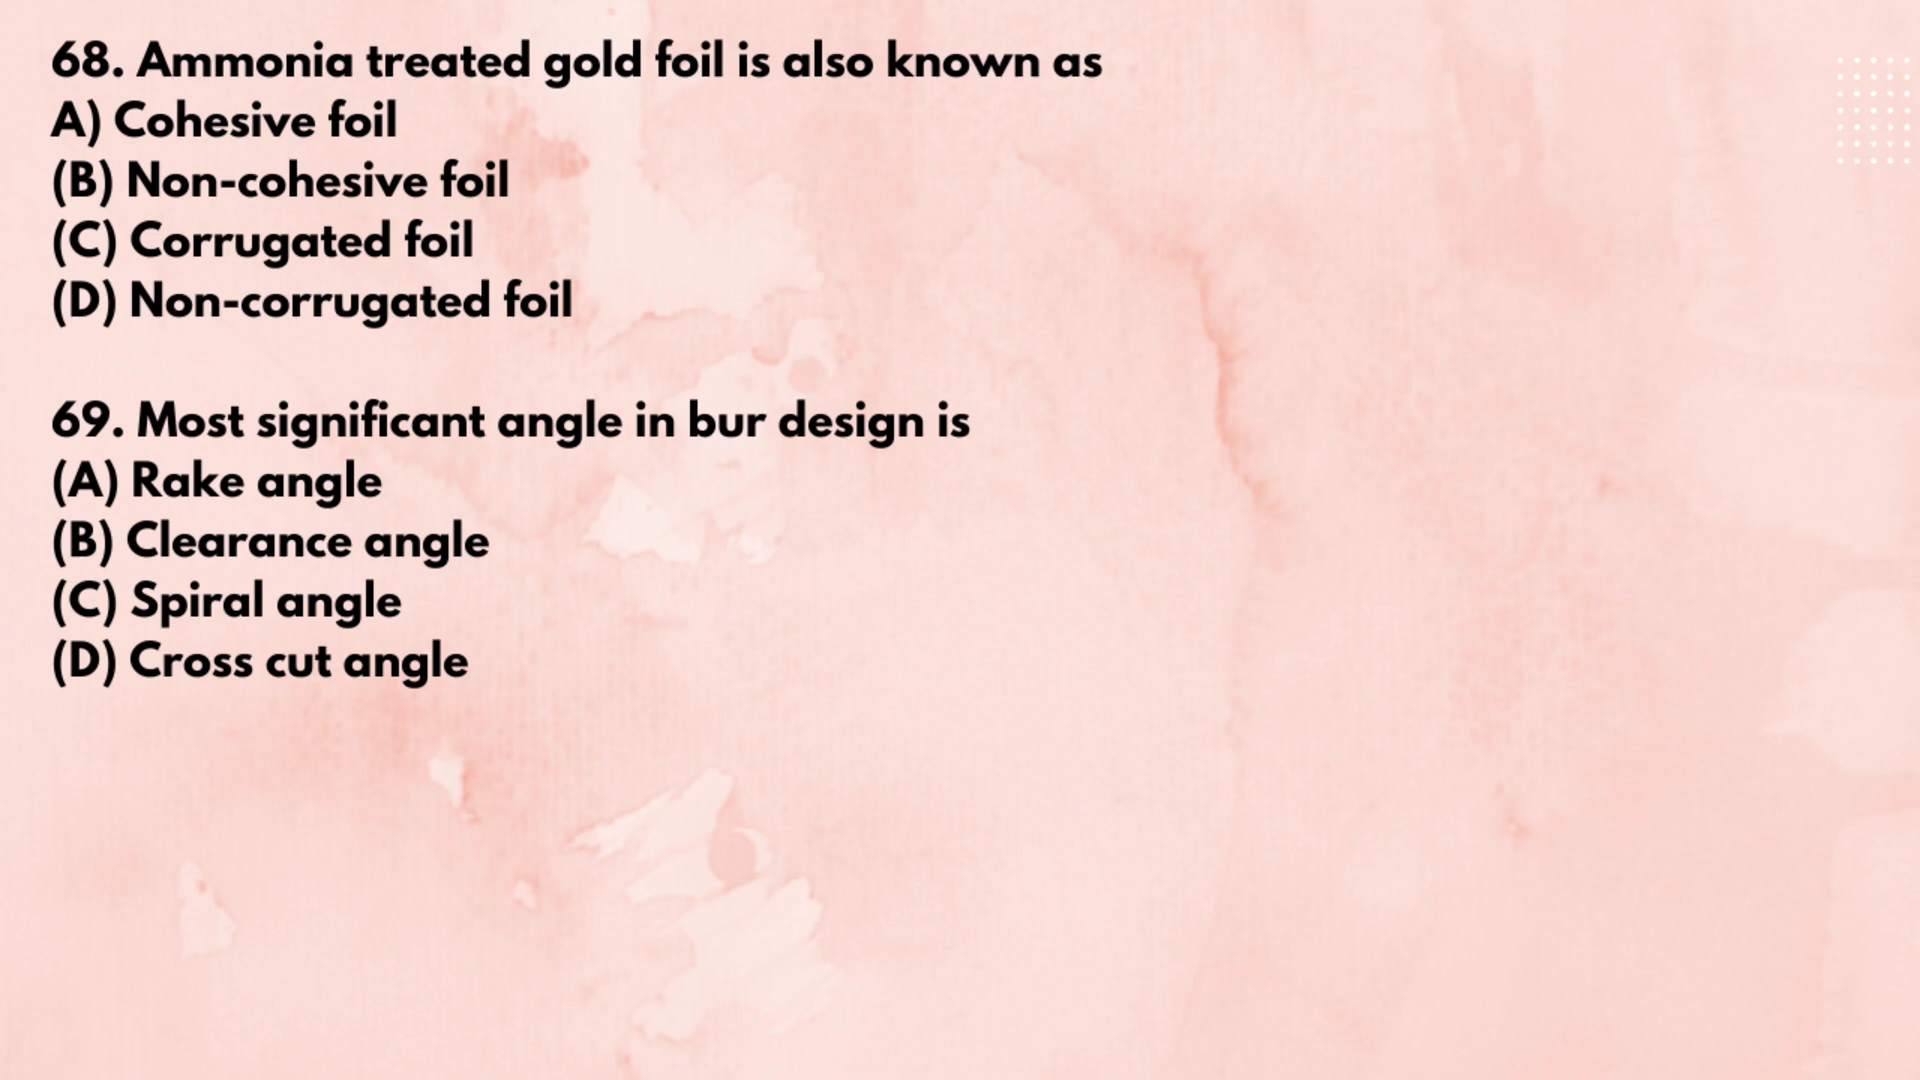 68. Ammonia treated gold foil is also known as
A) Cohesive foil
(B) Non-cohesive foil
(C) Corrugated foil
(D) Non-corrugated foil
69. Most significant angle in bur design is
(A) Rake angle
(B) Clearance angle
(C) Spiral angle
(D) Cross cut angle